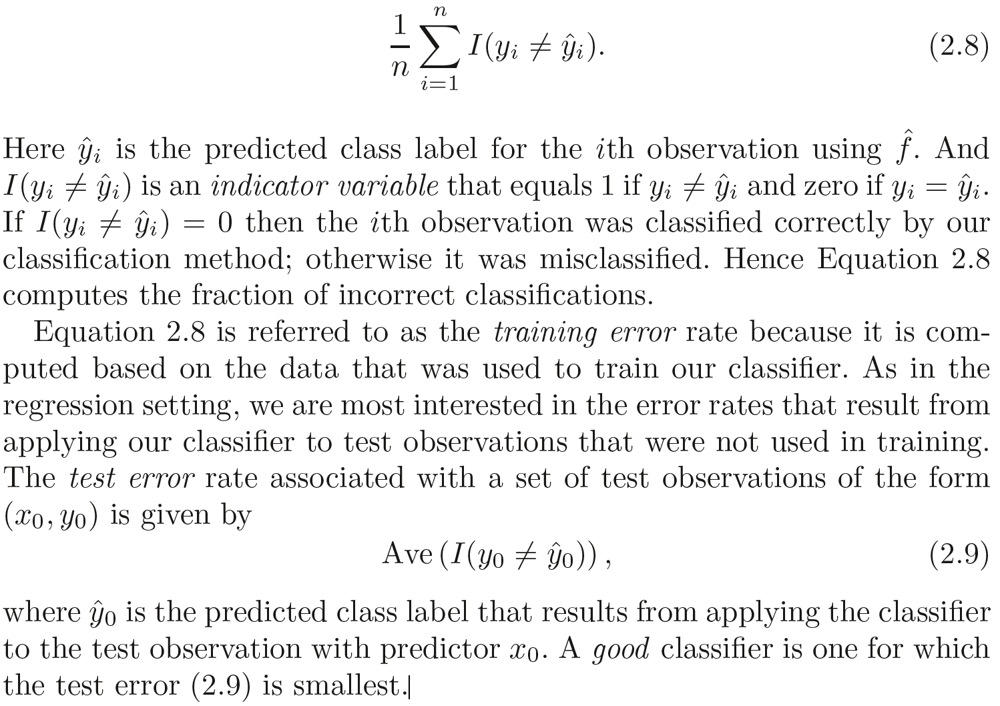 $\frac{1}{n}\sum_{i=1}^{n} I(y_i \neq \hat{y}_i).$ (2.8)
Here $\hat{y}_i$ is the predicted class label for the $i$th observation using $\hat{f}$. And
$I(y_i \neq \hat{y}_i)$ is an indicator variable that equals 1 if $y_i \neq \hat{y}_i$ and zero if $y_i = \hat{y}_i$.
If $I(y_i \neq \hat{y}_i) = 0$ then the $i$th observation was classified correctly by our
classification method; otherwise it was misclassified. Hence Equation 2.8
computes the fraction of incorrect classifications.
Equation 2.8 is referred to as the training error rate because it is com-
puted based on the data that was used to train our classifier. As in the
regression setting, we are most interested in the error rates that result from
applying our classifier to test observations that were not used in training.
The test error rate associated with a set of test observations of the form
$(x_0, y_0)$ is given by
$\mathrm{Ave}\,(I(y_0 \neq \hat{y}_0)),$ (2.9)
where $\hat{y}_0$ is the predicted class label that results from applying the classifier
to the test observation with predictor $x_0$. A good classifier is one for which
the test error (2.9) is smallest.